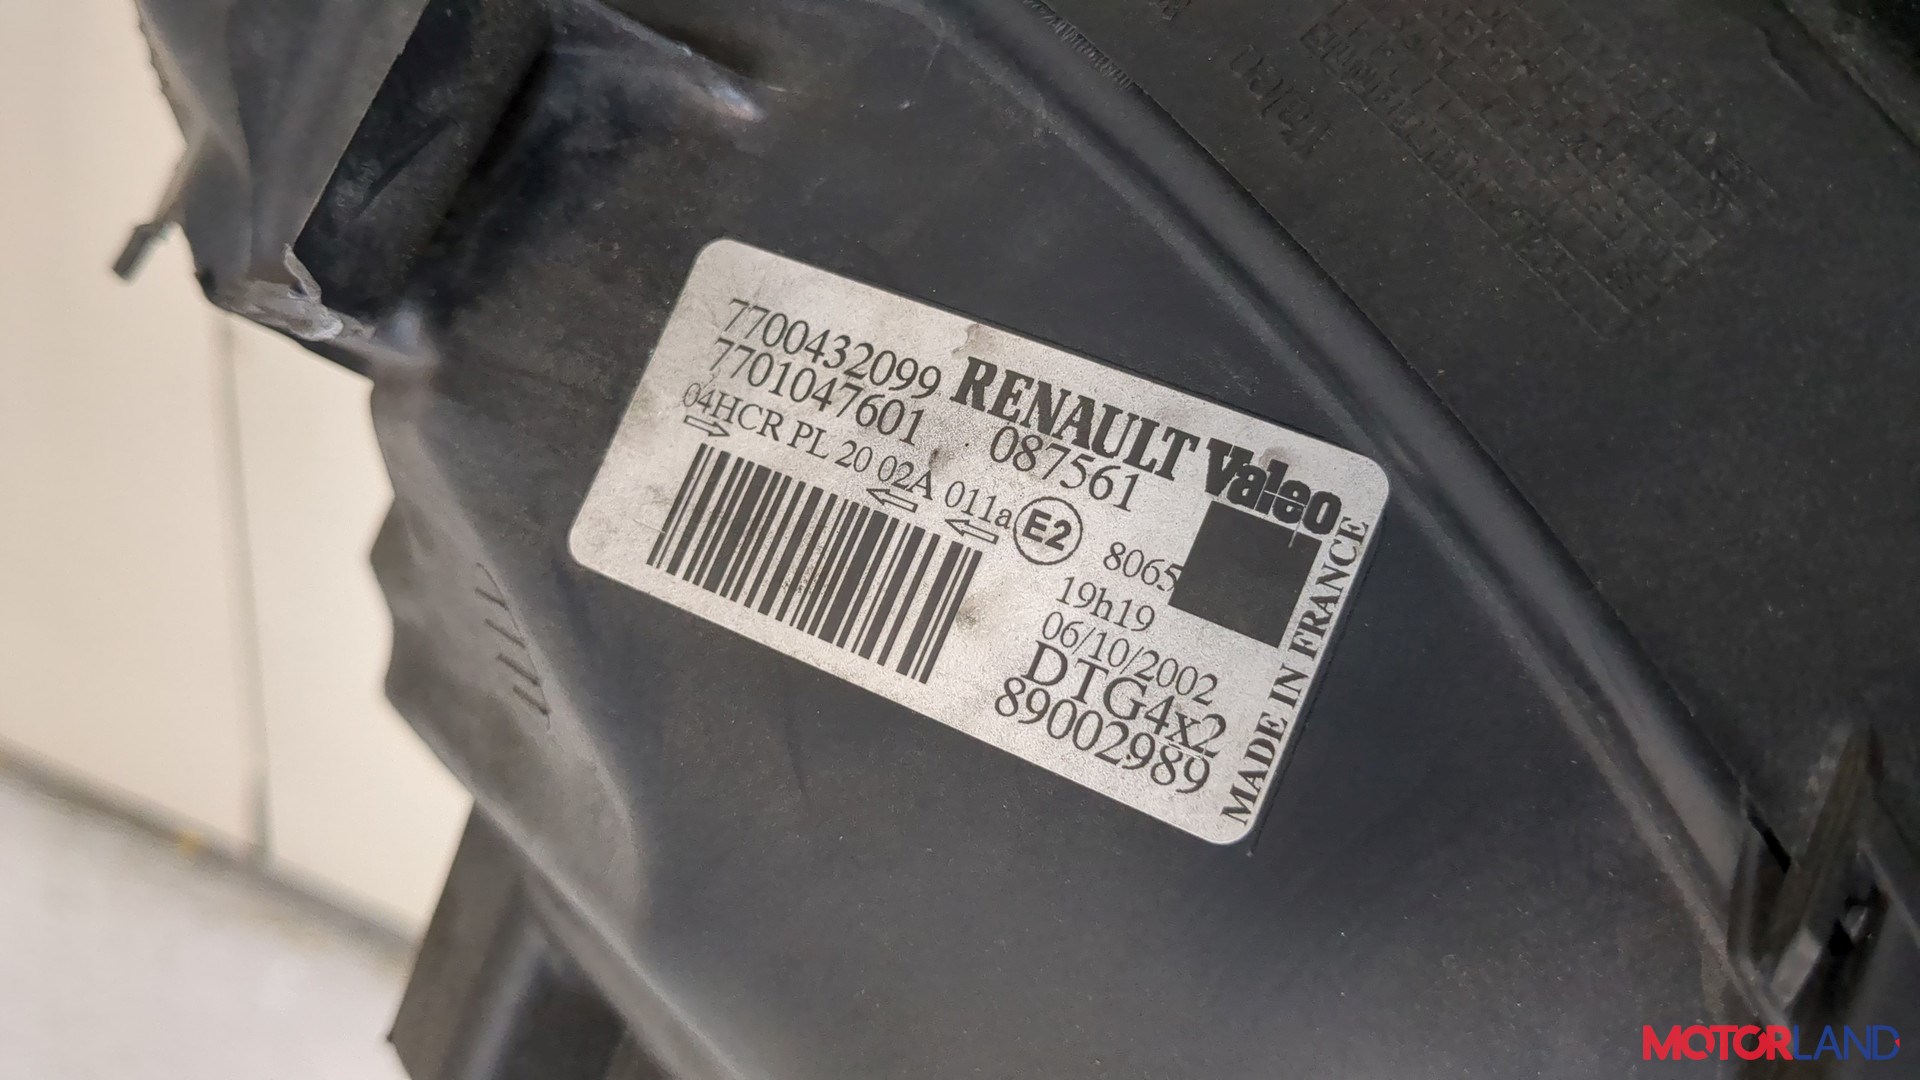 7700432099 RENAULT Valeo
7701047601 087561
04HCR PL 20 02A 011a E2 8065
19h19
06/10/2002
DTG4x2
89002989
MADE IN FRANCE
MOTORLAND